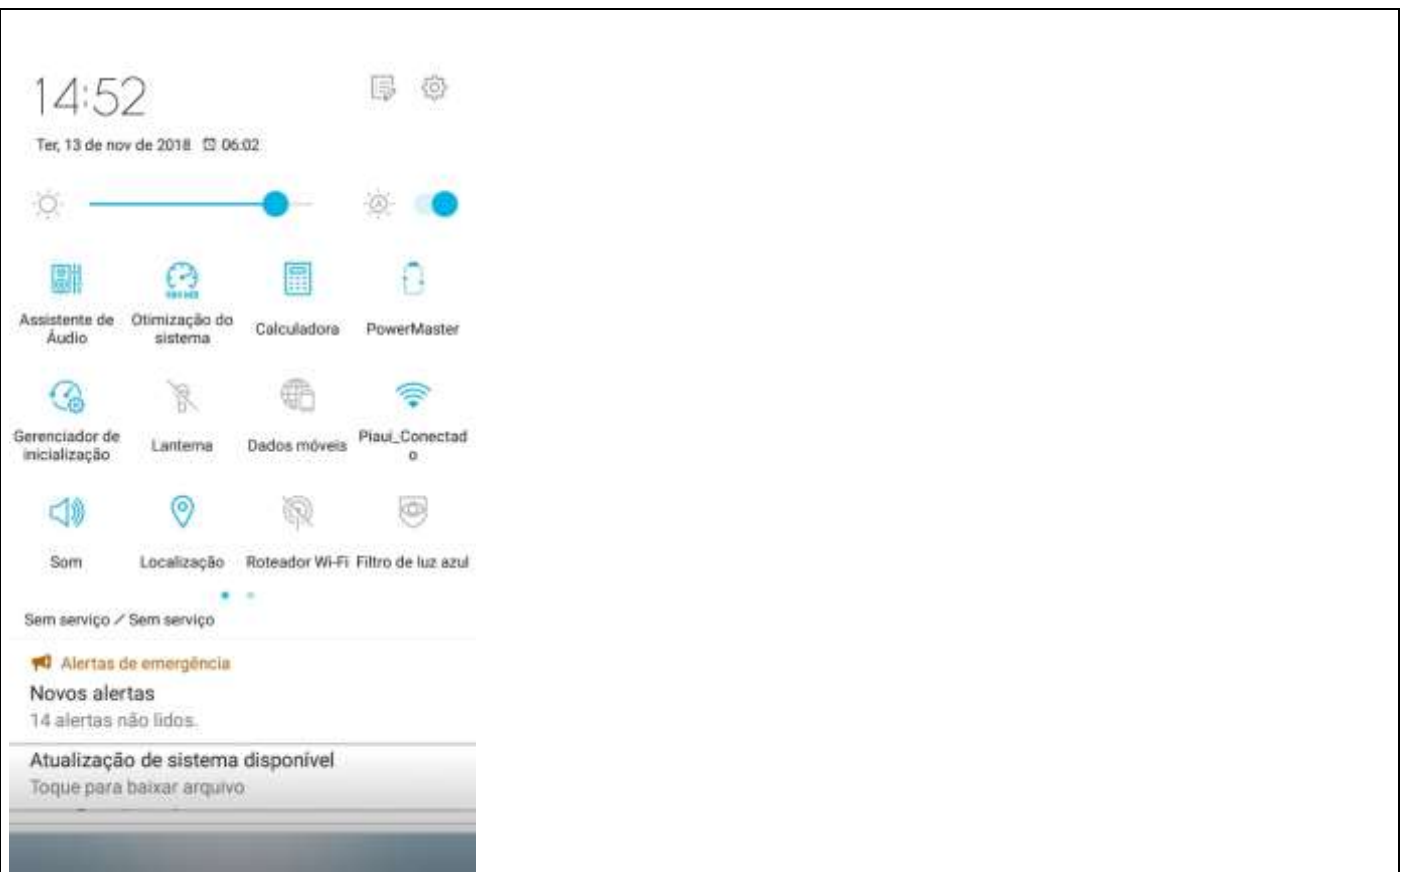 14:52
Ter, 13 de nov de 2018 06:02
Assistente de Áudio
Otimização do sistema
Calculadora
PowerMaster
Gerenciador de inicialização
Lanterna
Dados móveis
Piaui_Conectado
Som
Localização
Roteador Wi-Fi
Filtro de luz azul
Sem serviço / Sem serviço
Alertas de emergência
Novos alertas
14 alertas não lidos.
Atualização de sistema disponível
Toque para baixar arquivo